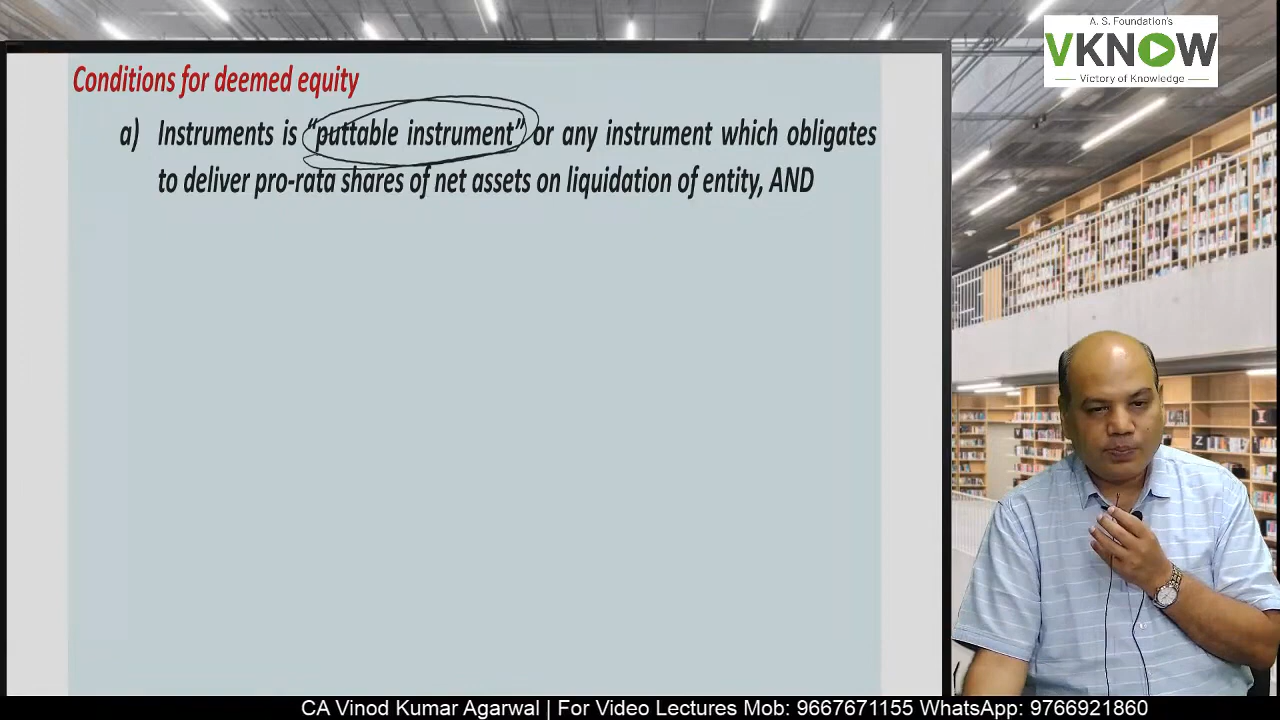 A. S. Foundation's
VKNOW
Victory of Knowledge
Conditions for deemed equity
a) Instruments is “puttable instrument” or any instrument which obligates
to deliver pro-rata shares of net assets on liquidation of entity, AND
CA Vinod Kumar Agarwal | For Video Lectures Mob: 9667671155 WhatsApp: 9766921860